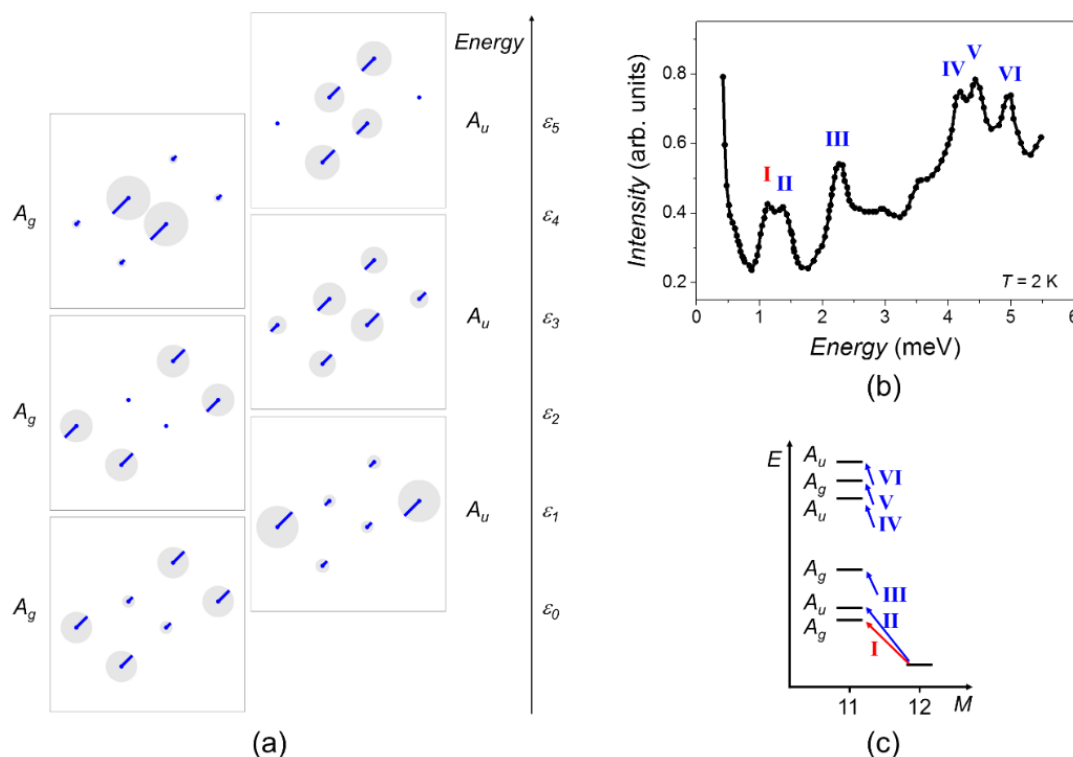 Energy
A_g
A_g
A_g
A_u
A_u
A_u
ε_5
ε_4
ε_3
ε_2
ε_1
ε_0
(a)
Intensity (arb. units)
0.8
0.6
0.4
0.2
I
II
III
IV
V
VI
T = 2 K
0 1 2 3 4 5 6
Energy (meV)
(b)
E
A_u
A_g
A_u
A_g
A_u
A_g
VI
V
IV
III
II
I
11 12 M
(c)